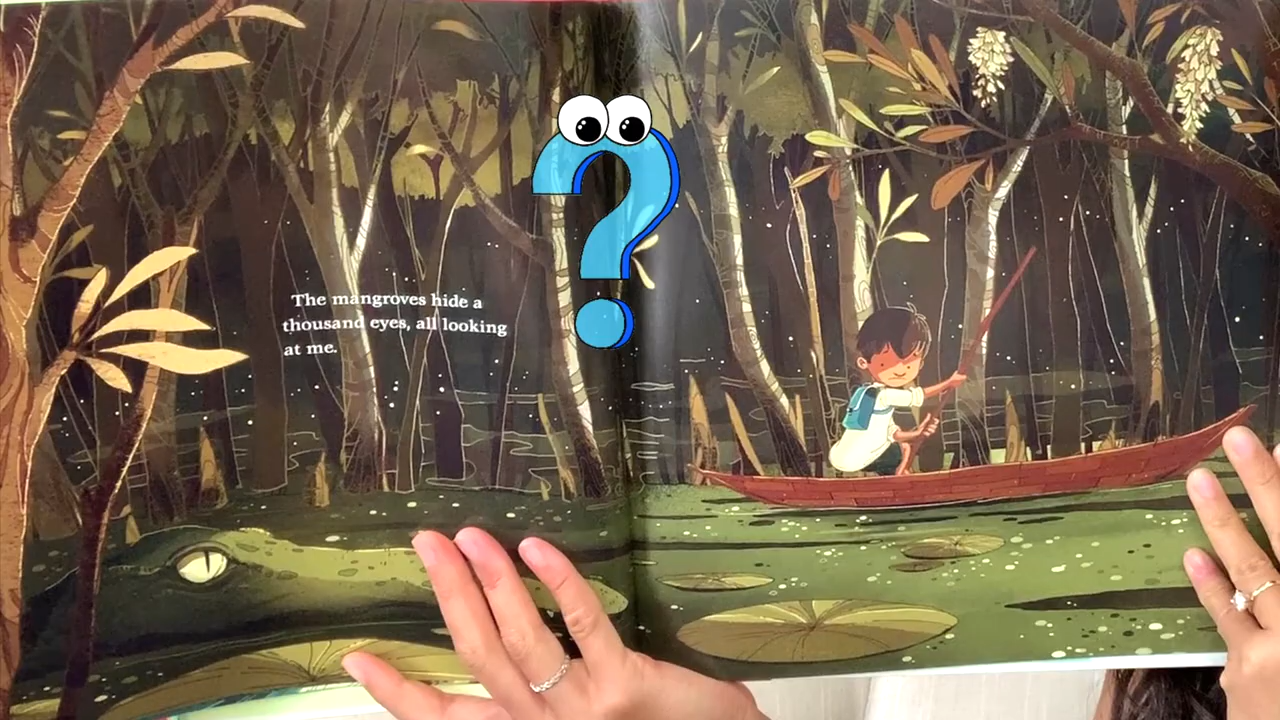 The mangroves hide a
thousand eyes, all looking
at me.
?